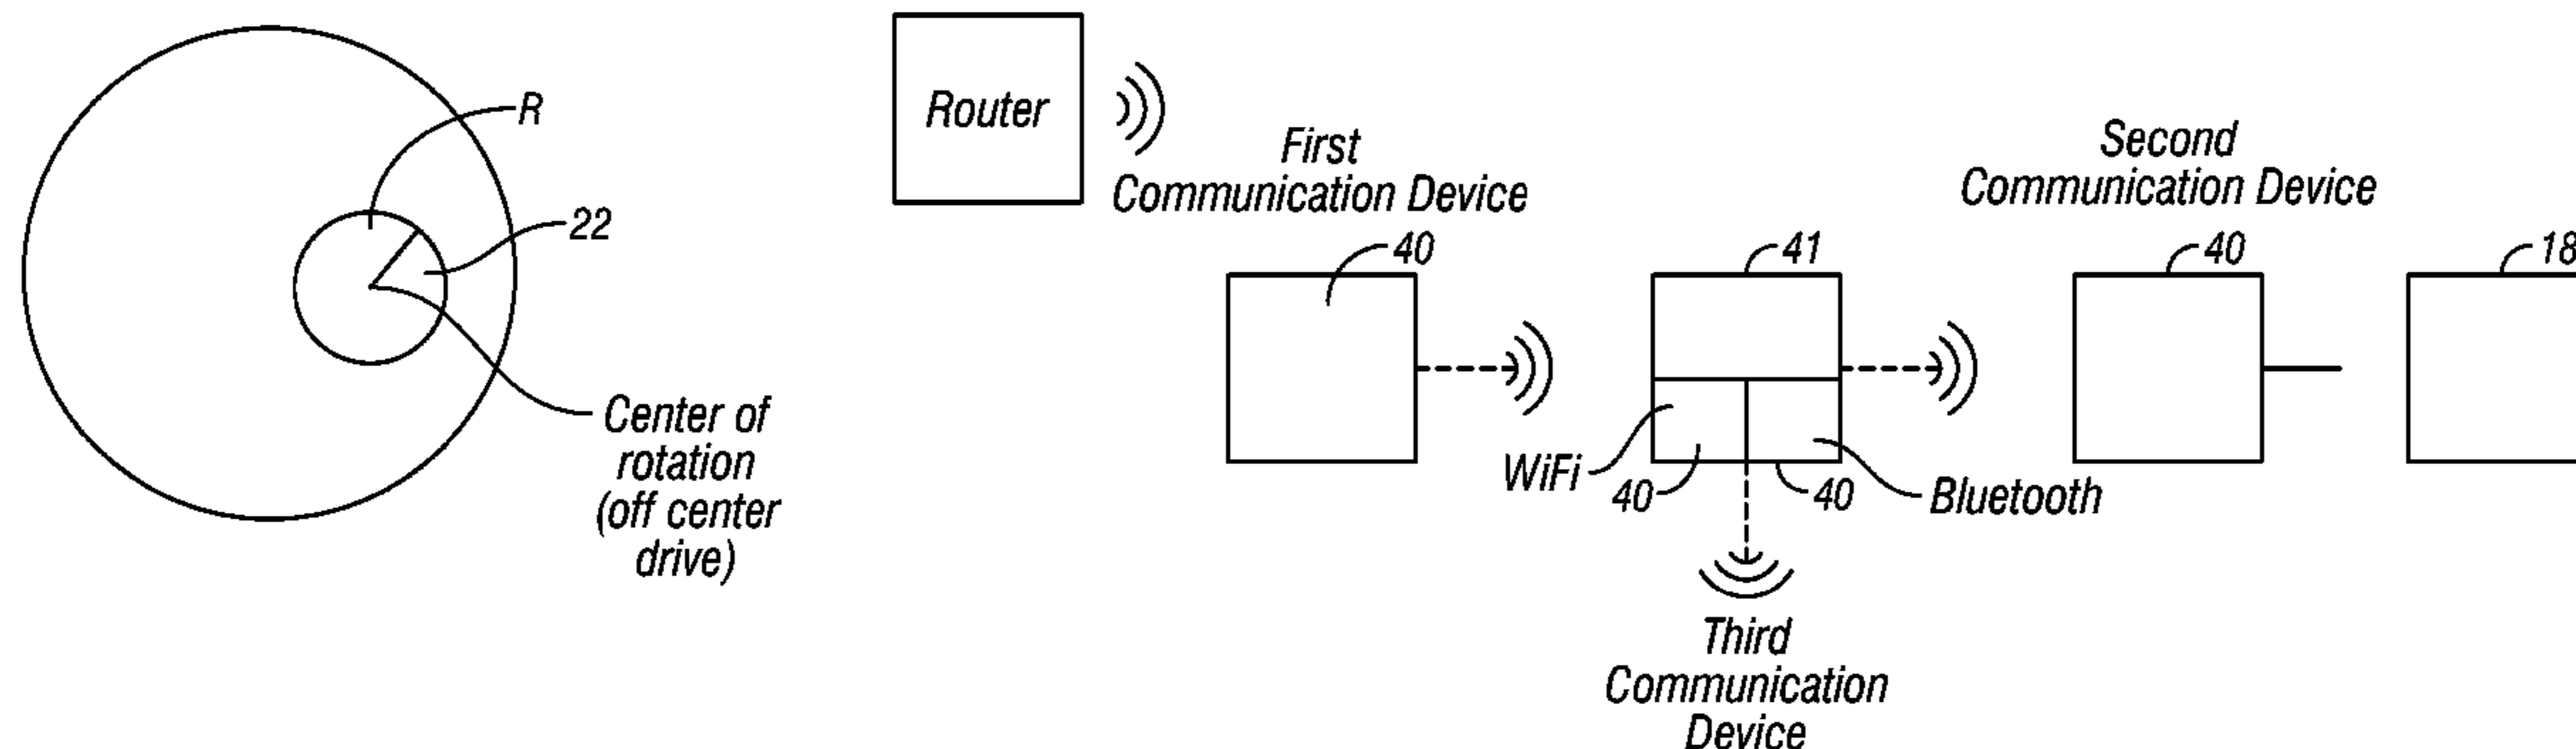 R
22
Center of
rotation
(off center
drive)
Router
First
Communication Device
40
41
Second
Communication Device
40
18
WiFi
40
40
Bluetooth
Third
Communication
Device